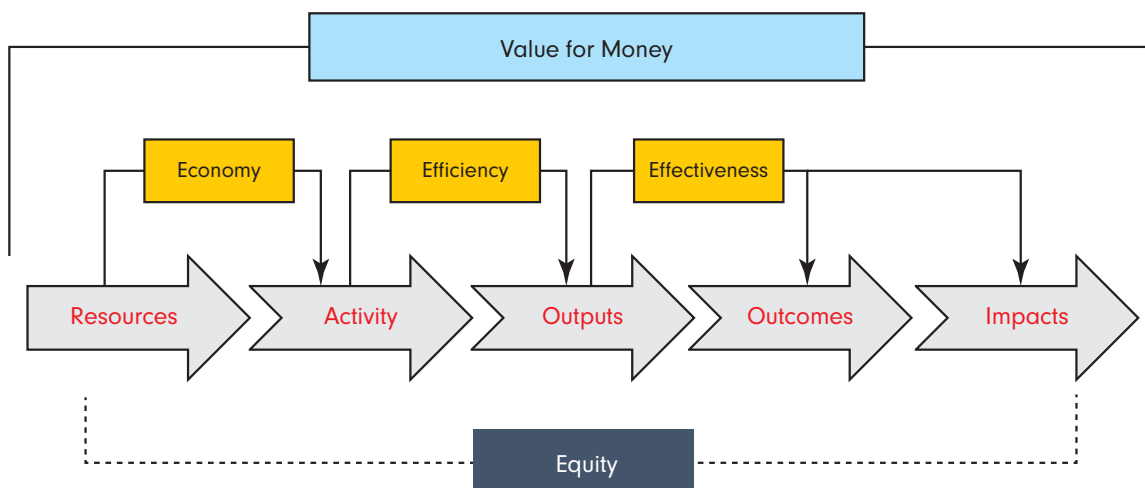 Value for Money
Economy
Efficiency
Effectiveness
Resources
Activity
Outputs
Outcomes
Impacts
Equity